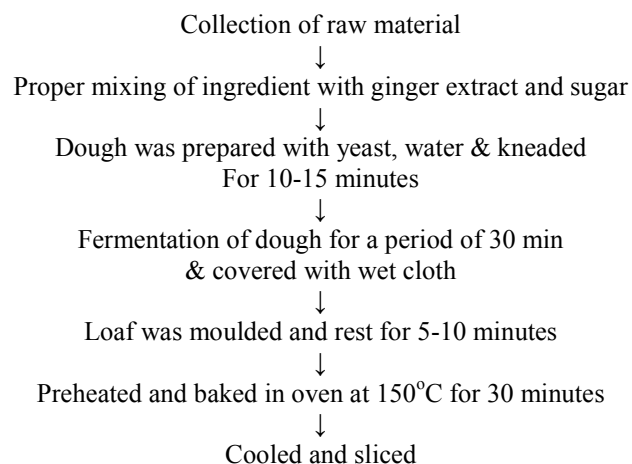 Collection of raw material
↓
Proper mixing of ingredient with ginger extract and sugar
↓
Dough was prepared with yeast, water & kneaded
For 10-15 minutes
↓
Fermentation of dough for a period of 30 min
& covered with wet cloth
↓
Loaf was moulded and rest for 5-10 minutes
↓
Preheated and baked in oven at 150°C for 30 minutes
↓
Cooled and sliced